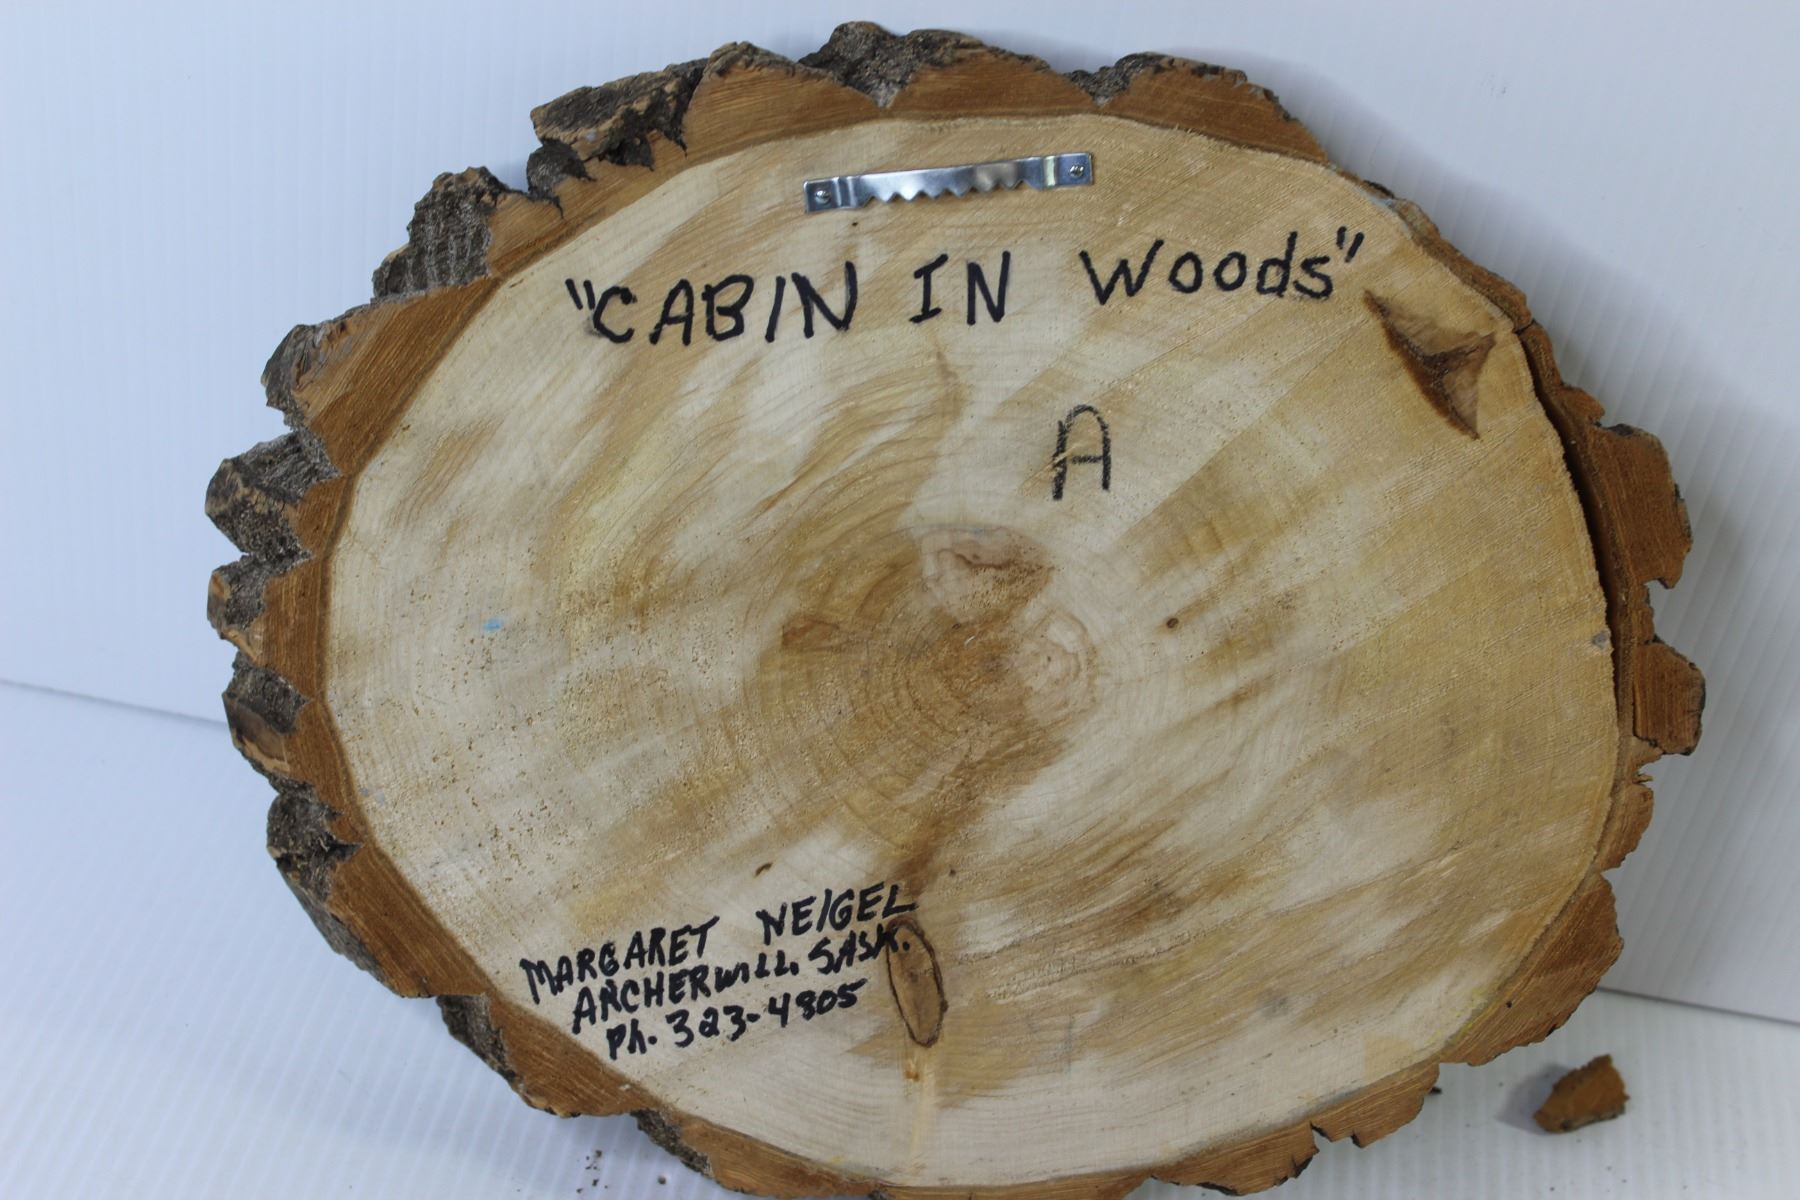 "CABIN IN Woods"
A
MARGARET NEIGEL
ARCHERWILL. SASK.
Ph. 323-4805